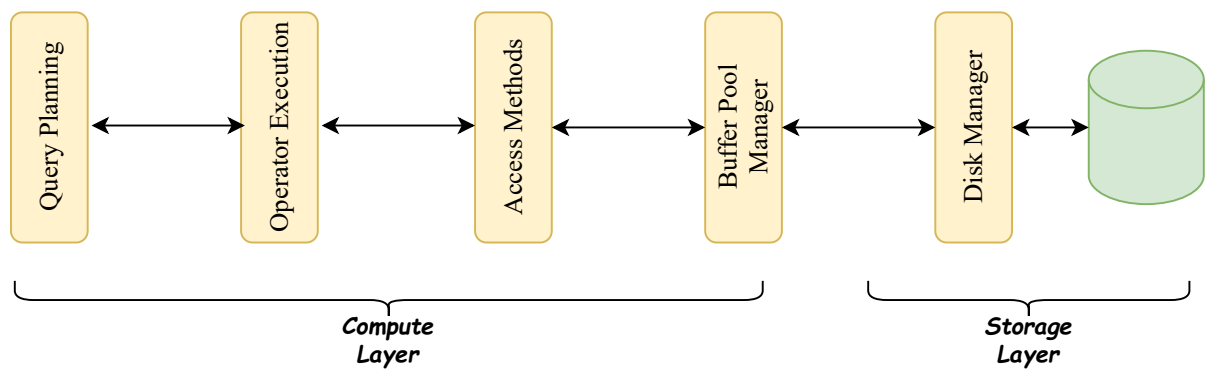 Query Planning
Operator Execution
Access Methods
Buffer Pool
Manager
Disk Manager
Compute
Layer
Storage
Layer